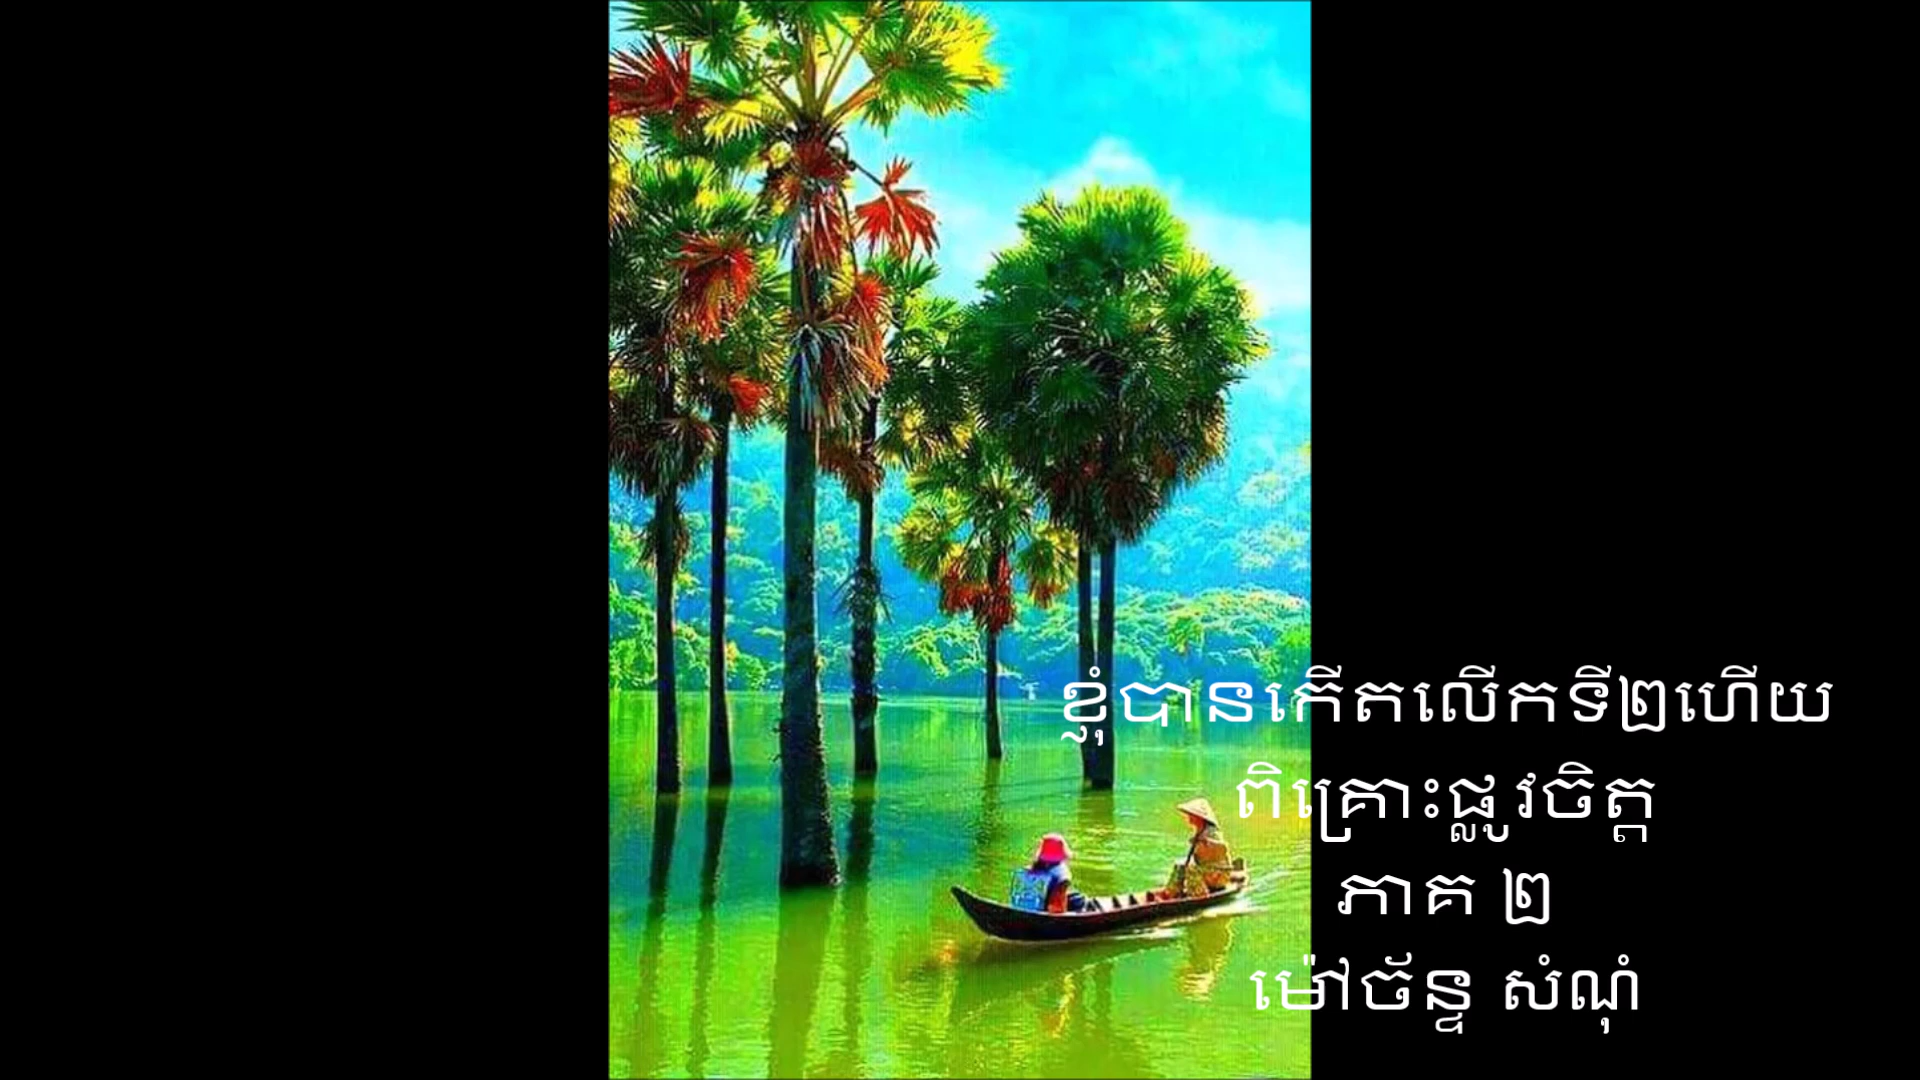 ខ្ញុំបានកើតលើកទី២ហើយ
ពិគ្រោះផ្លូវចិត្ត
ភាគ ២
ម៉ៅច័ន្ទ សំណុំ